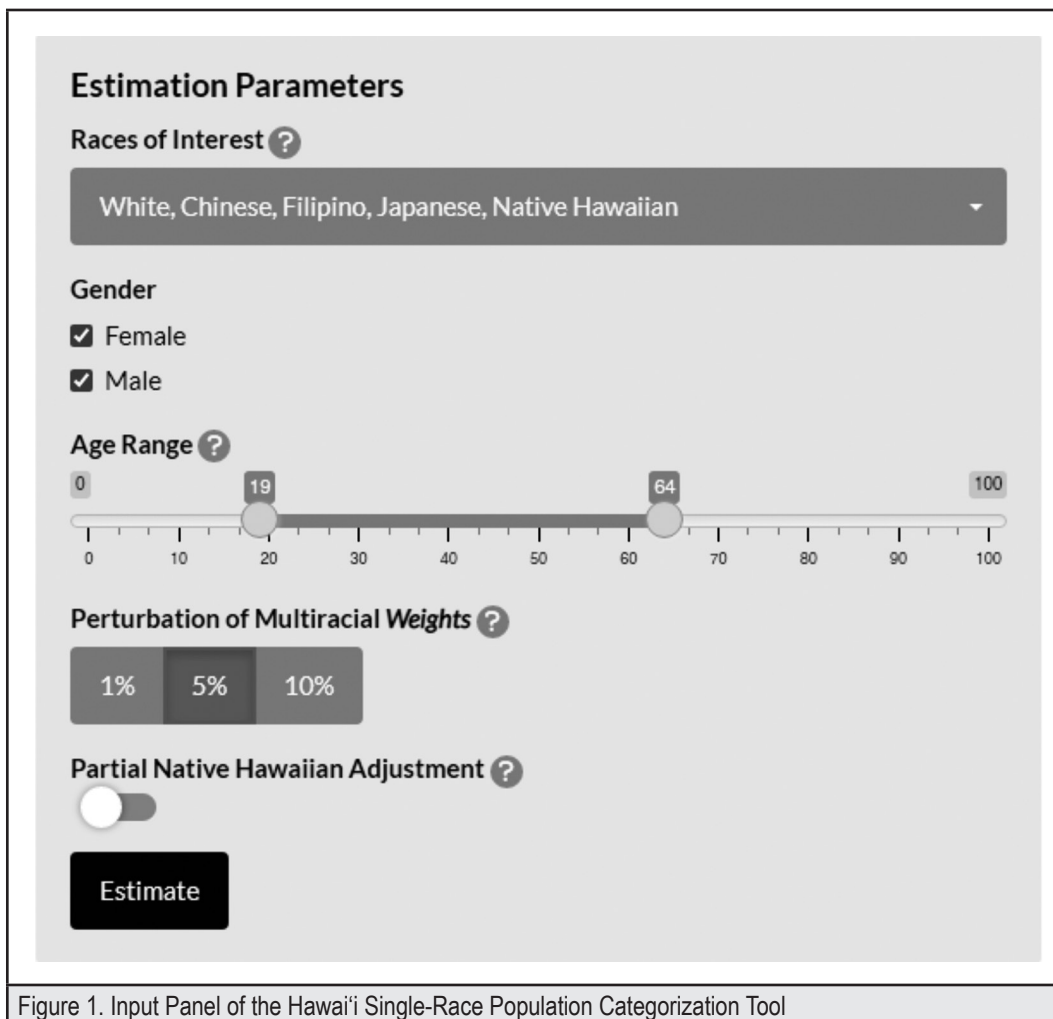 Estimation Parameters
Races of Interest ?
White, Chinese, Filipino, Japanese, Native Hawaiian
Gender
Female
Male
Age Range ?
0 19 64 100
0 10 20 30 40 50 60 70 80 90 100
Perturbation of Multiracial Weights ?
1% 5% 10%
Partial Native Hawaiian Adjustment ?
Estimate
Figure 1. Input Panel of the Hawaiʻi Single-Race Population Categorization Tool